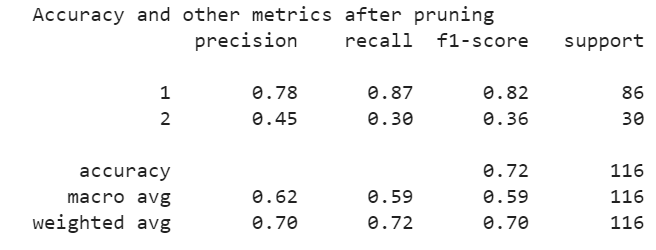 Accuracy and other metrics after pruning
precision recall f1-score support
1 0.78 0.87 0.82 86
2 0.45 0.30 0.36 30
accuracy 0.72 116
macro avg 0.62 0.59 0.59 116
weighted avg 0.70 0.72 0.70 116